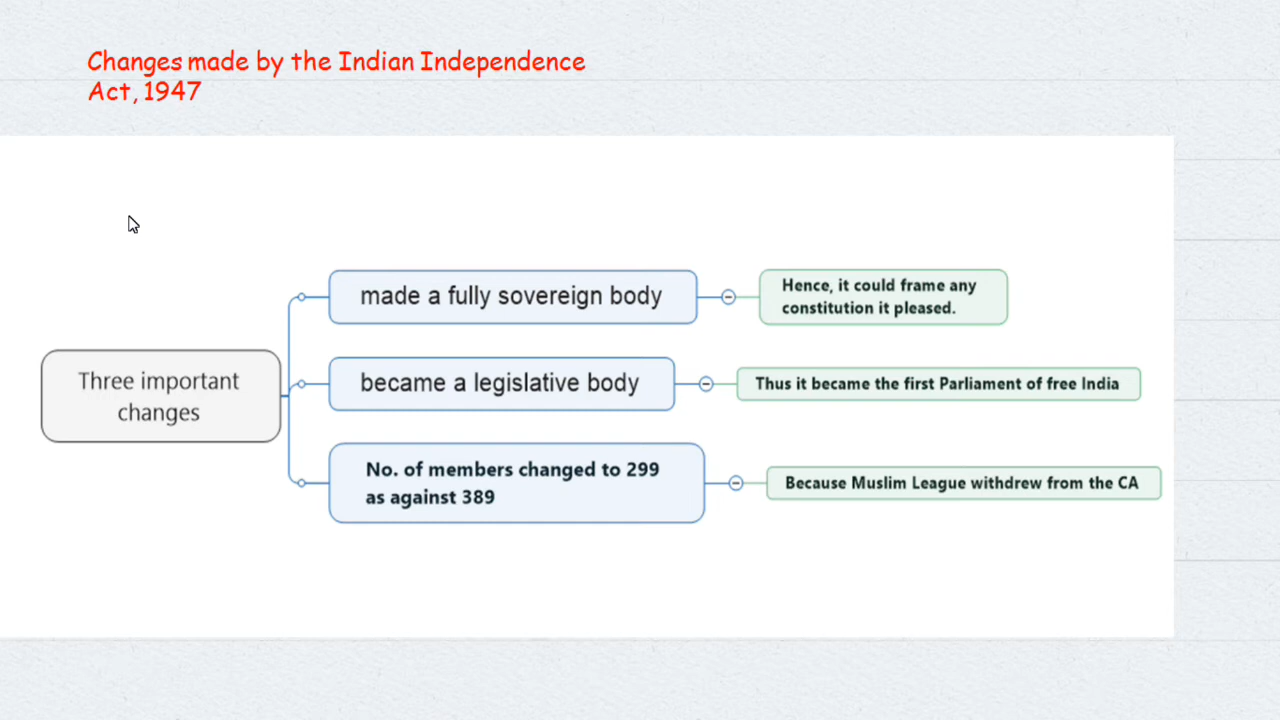 Changes made by the Indian Independence
Act, 1947
Three important
changes
made a fully sovereign body
Hence, it could frame any
constitution it pleased.
became a legislative body
Thus it became the first Parliament of free India
No. of members changed to 299
as against 389
Because Muslim League withdrew from the CA